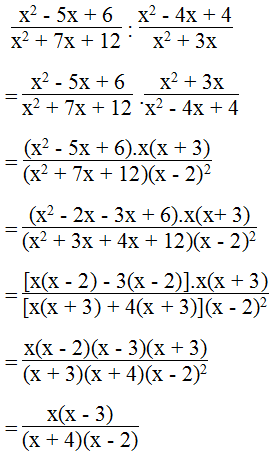 (x² - 5x + 6)/(x² + 7x + 12) : (x² - 4x + 4)/(x² + 3x)
= (x² - 5x + 6)/(x² + 7x + 12) . (x² + 3x)/(x² - 4x + 4)
= ((x² - 5x + 6).x(x + 3))/((x² + 7x + 12)(x - 2)²)
= ((x² - 2x - 3x + 6).x(x+ 3))/((x² + 3x + 4x + 12)(x - 2)²)
= ([x(x - 2) - 3(x - 2)].x(x + 3))/([x(x + 3) + 4(x + 3)](x - 2)²)
= (x(x - 2)(x - 3)(x + 3))/((x + 3)(x + 4)(x - 2)²)
= (x(x - 3))/((x + 4)(x - 2))